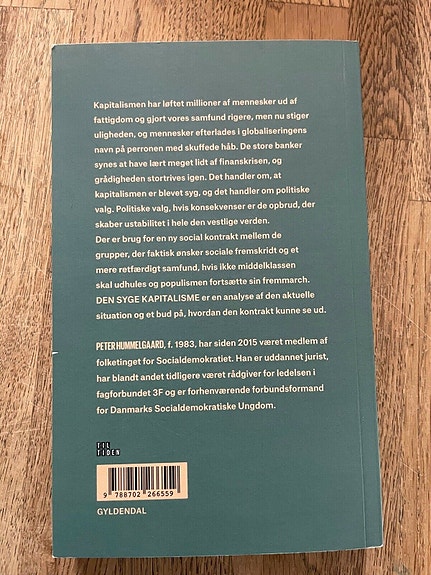 Kapitalismen har løftet millioner af mennesker ud af
fattigdom og gjort vores samfund rigere, men nu stiger
uligheden, og mennesker efterlades i globaliseringens
navn på perronen med skuffede håb. De store banker
synes at have lært meget lidt af finanskrisen, og
grådigheden stortrives igen. Det handler om, at
kapitalismen er blevet syg, og det handler om politiske
valg. Politiske valg, hvis konsekvenser er de opbrud, der
skaber ustabilitet i hele den vestlige verden.
Der er brug for en ny social kontrakt mellem de
grupper, der faktisk ønsker sociale fremskridt og et
mere retfærdigt samfund, hvis ikke middelklassen
skal udhules og populismen fortsætte sin fremmarch.
DEN SYGE KAPITALISME er en analyse af den aktuelle
situation og et bud på, hvordan den kontrakt kunne se ud.
PETER HUMMELGAARD, f. 1983, har siden 2015 været medlem af
folketinget for Socialdemokratiet. Han er uddannet jurist,
har blandt andet tidligere været rådgiver for ledelsen i
fagforbundet 3F og er forhenværende forbundsformand
for Danmarks Socialdemokratiske Ungdom.
TIL
TIDEN
9 788702 266559
GYLDENDAL